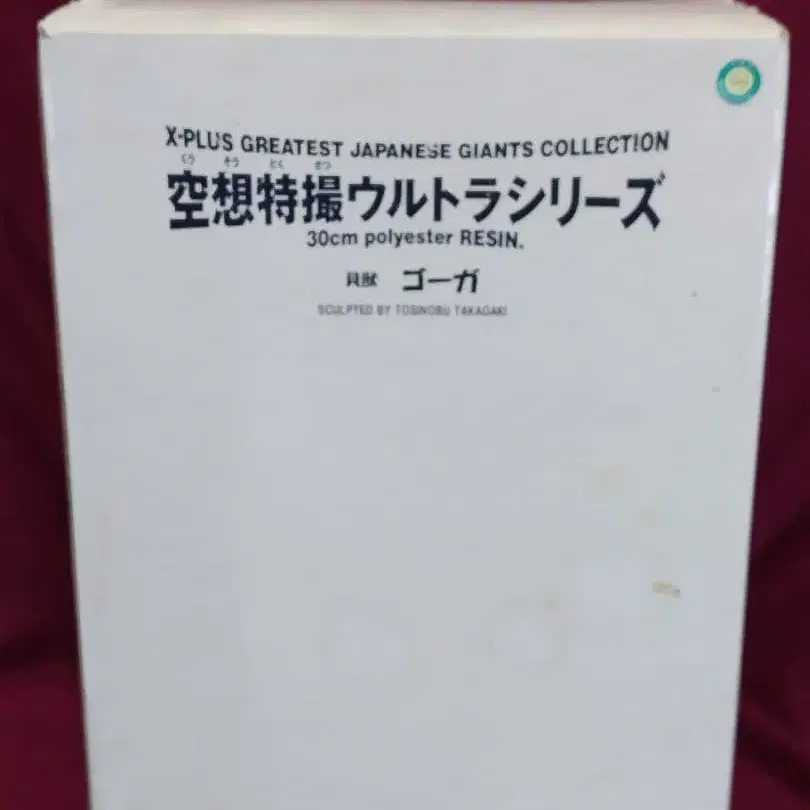 X-PLUS GREATEST JAPANESE GIANTS COLLECTION
くう そう とく さつ
空想特撮ウルトラシリーズ
30cm polyester RESIN.
貝獣 ゴーガ
SCULPTED BY TOSINOBU TAKAGAKI